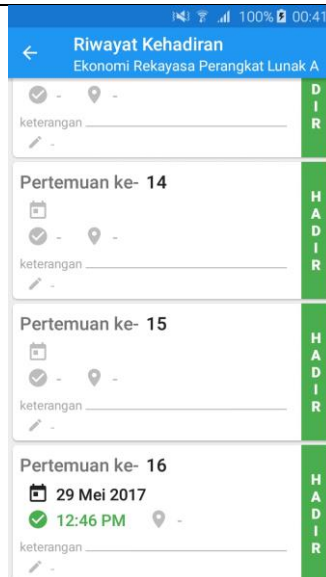 100% 00:41
Riwayat Kehadiran
Ekonomi Rekayasa Perangkat Lunak A
- -
keterangan
-
D
I
R
Pertemuan ke- 14
- -
keterangan
-
H
A
D
I
R
Pertemuan ke- 15
- -
keterangan
-
H
A
D
I
R
Pertemuan ke- 16
29 Mei 2017
12:46 PM -
keterangan
-
H
A
D
I
R